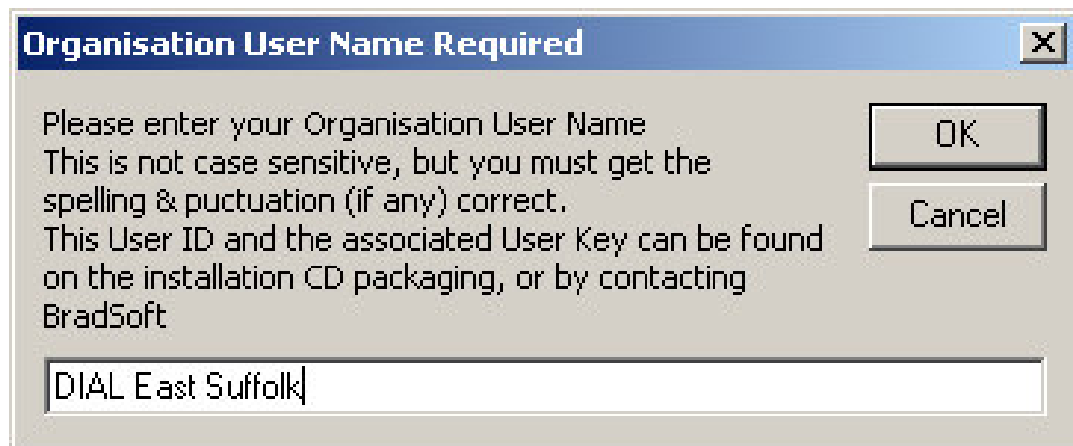 Organisation User Name Required
Please enter your Organisation User Name
This is not case sensitive, but you must get the
spelling & puctuation (if any) correct.
This User ID and the associated User Key can be found
on the installation CD packaging, or by contacting
BradSoft
OK
Cancel
DIAL East Suffolk